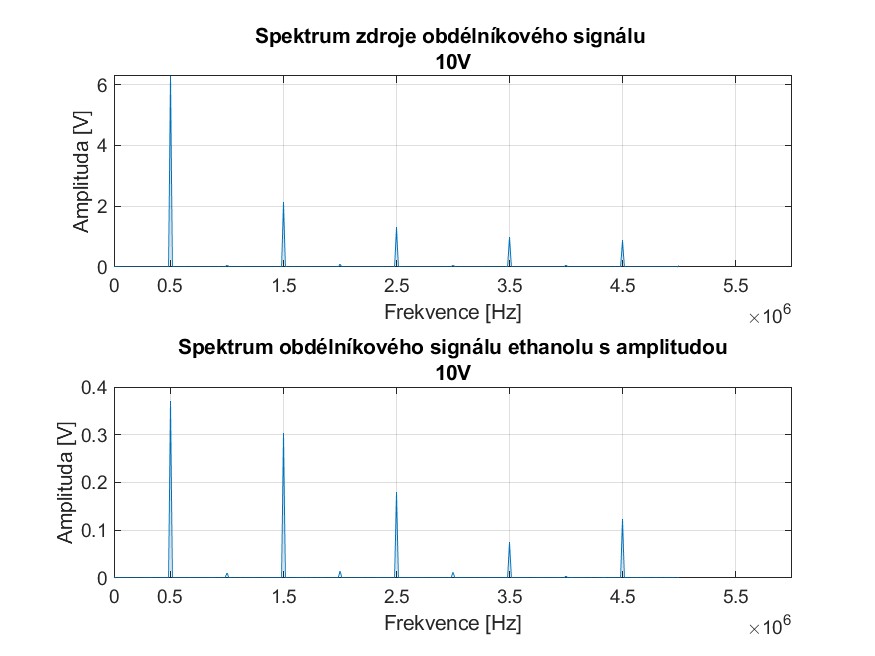 Spektrum zdroje obdélníkového signálu
10V
6
4
2
0
Amplituda [V]
0 0.5 1.5 2.5 3.5 4.5 5.5
Frekvence [Hz]
×10^6
Spektrum obdélníkového signálu ethanolu s amplitudou
10V
0.4
0.3
0.2
0.1
0
Amplituda [V]
0 0.5 1.5 2.5 3.5 4.5 5.5
Frekvence [Hz]
×10^6